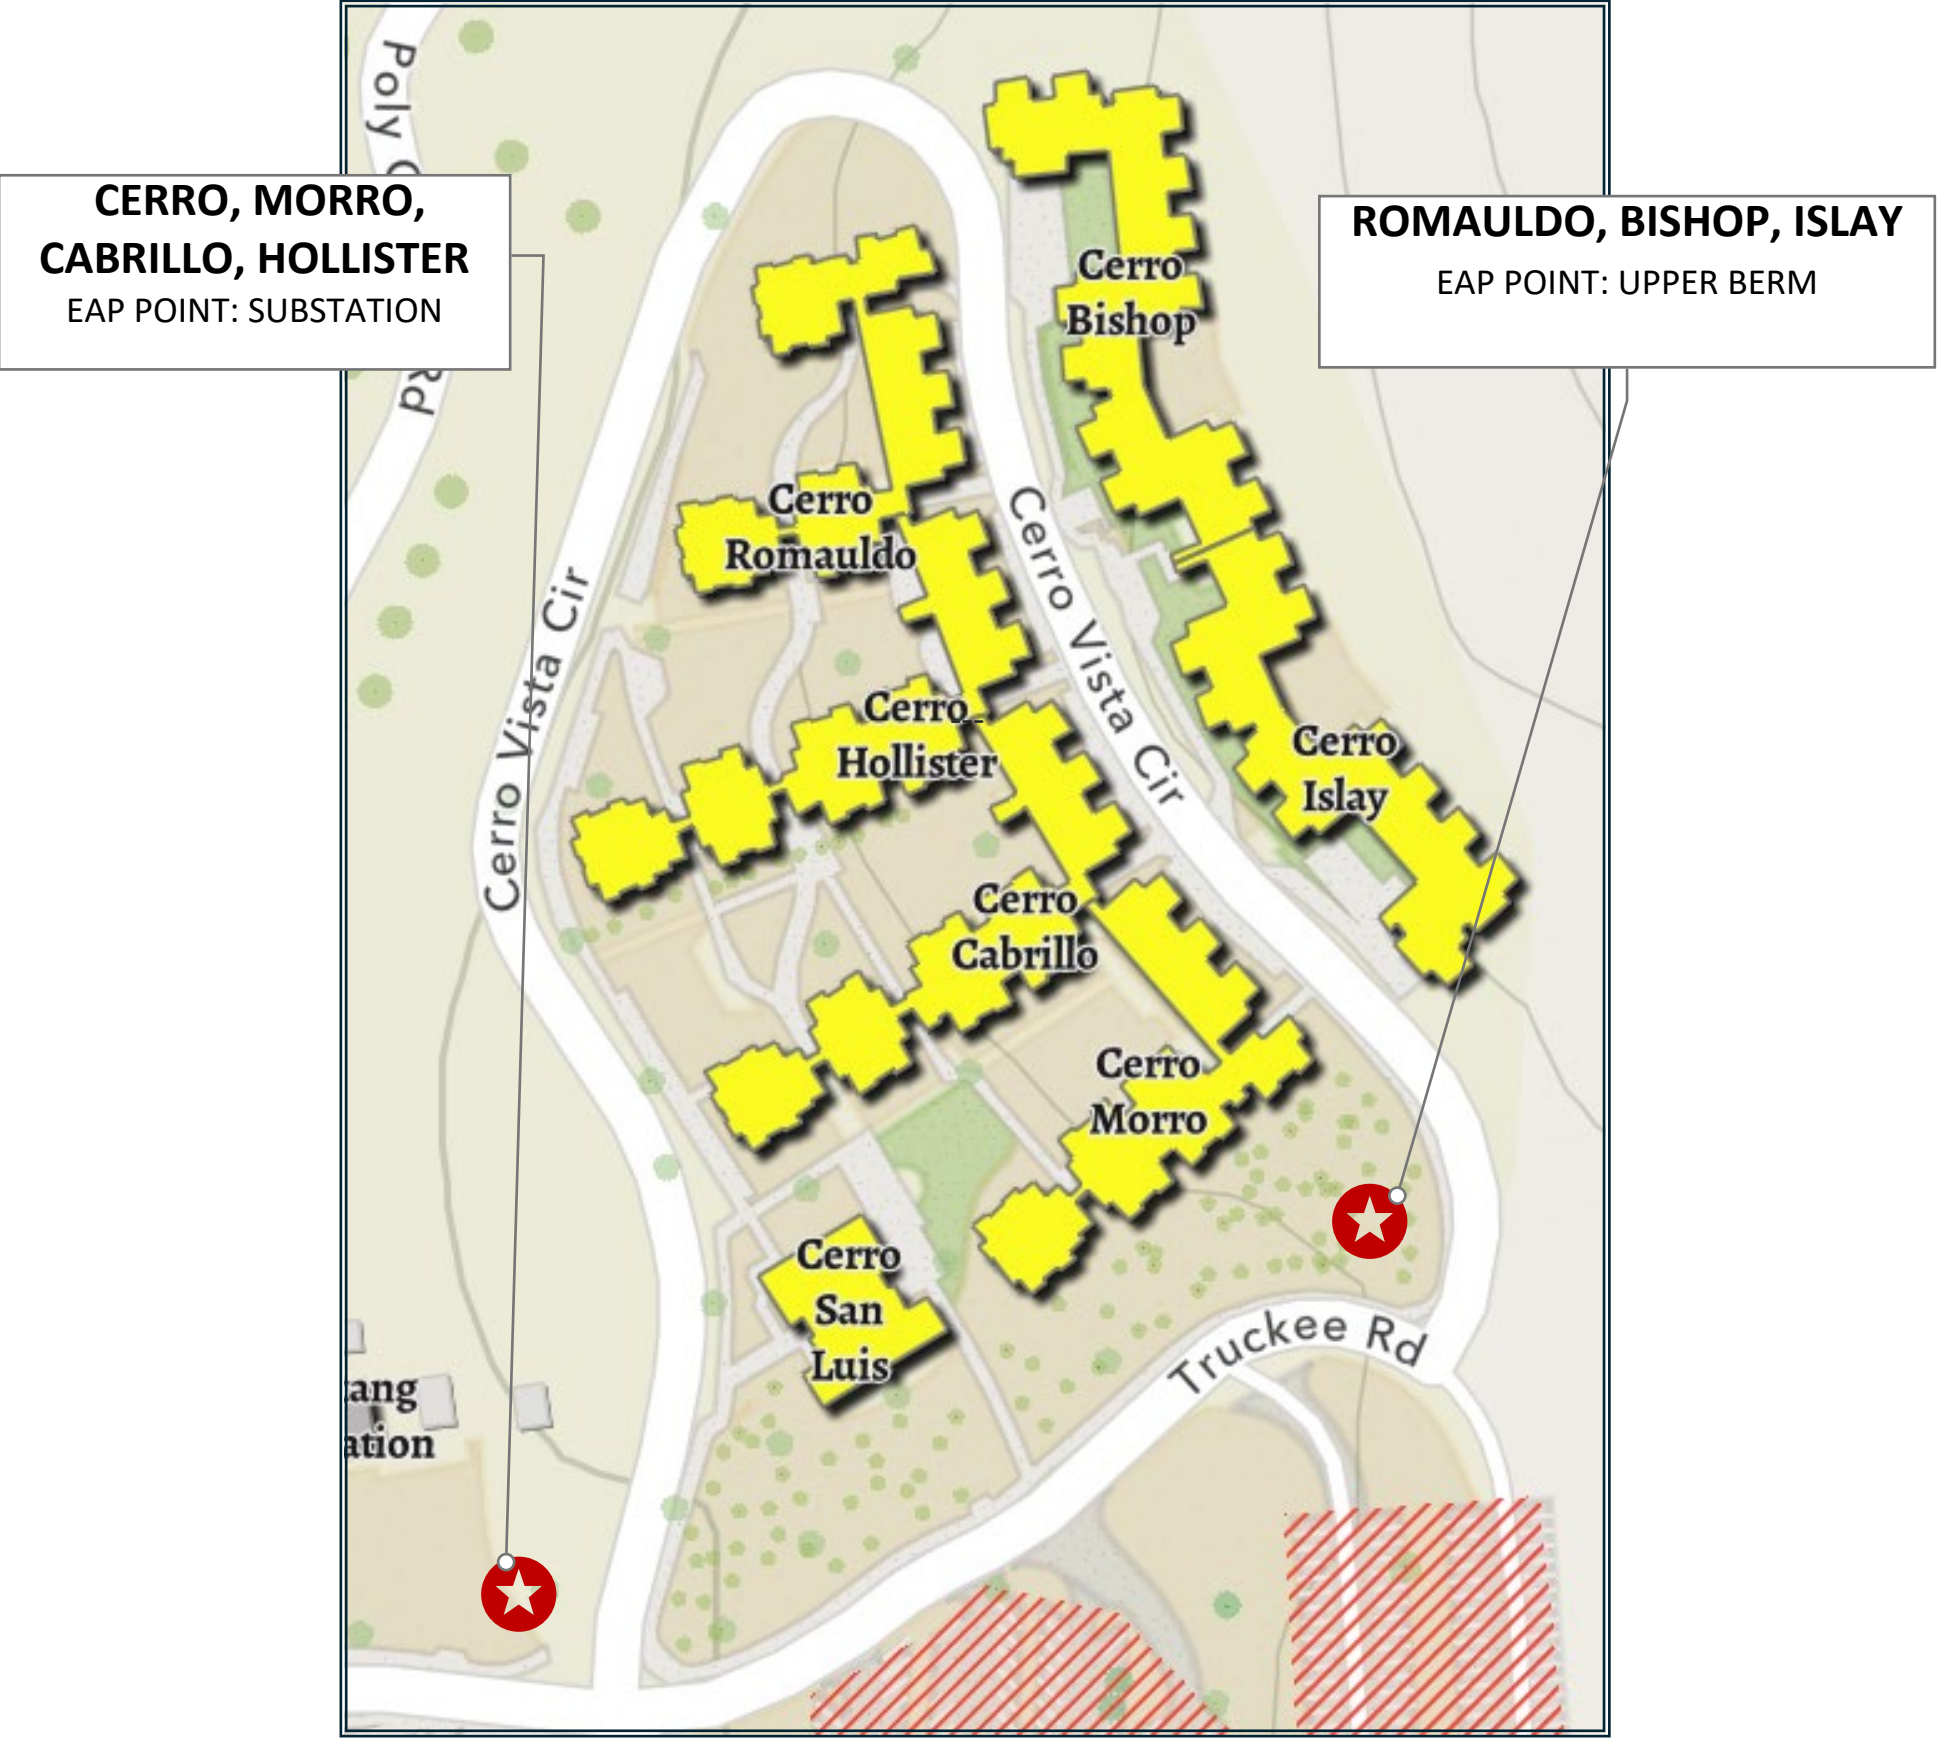 Poly C
Rd
CERRO, MORRO,
CABRILLO, HOLLISTER
EAP POINT: SUBSTATION
ROMAULDO, BISHOP, ISLAY
EAP POINT: UPPER BERM
Cerro
Bishop
Cerro
Romauldo
Cerro Vista Cir
Cerro Vista Cir
Cerro
Hollister
Cerro
Islay
Cerro
Cabrillo
Cerro
Morro
Cerro
San
Luis
Truckee Rd
tang
ation